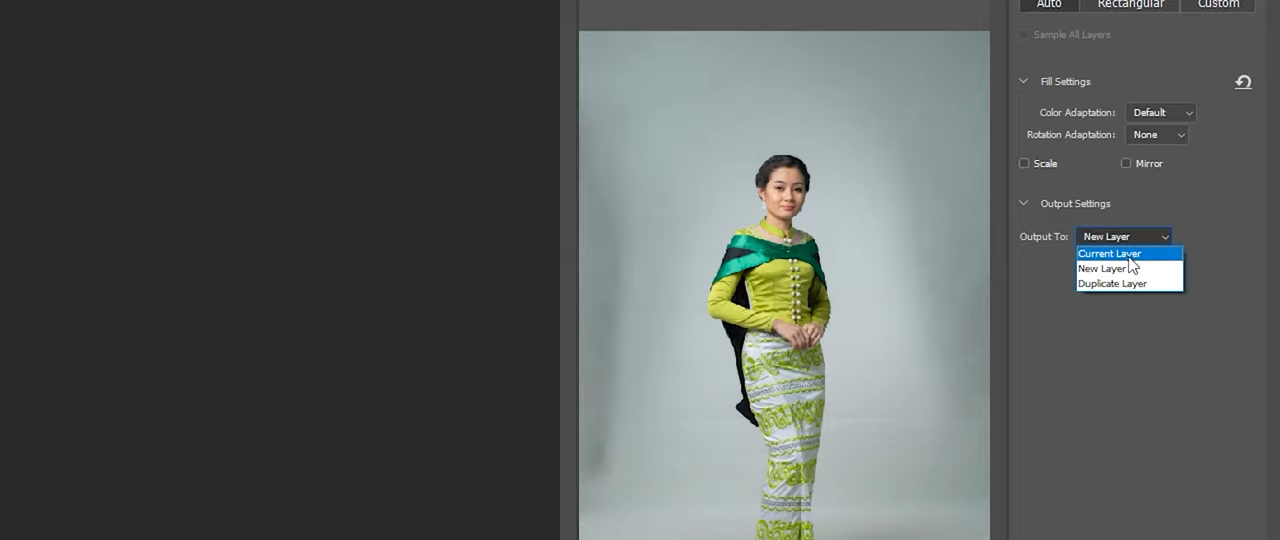 Auto Rectangular Custom
Sample All Layers
Fill Settings
Color Adaptation: Default
Rotation Adaptation: None
Scale Mirror
Output Settings
Output To: New Layer
Current Layer
New Layer
Duplicate Layer